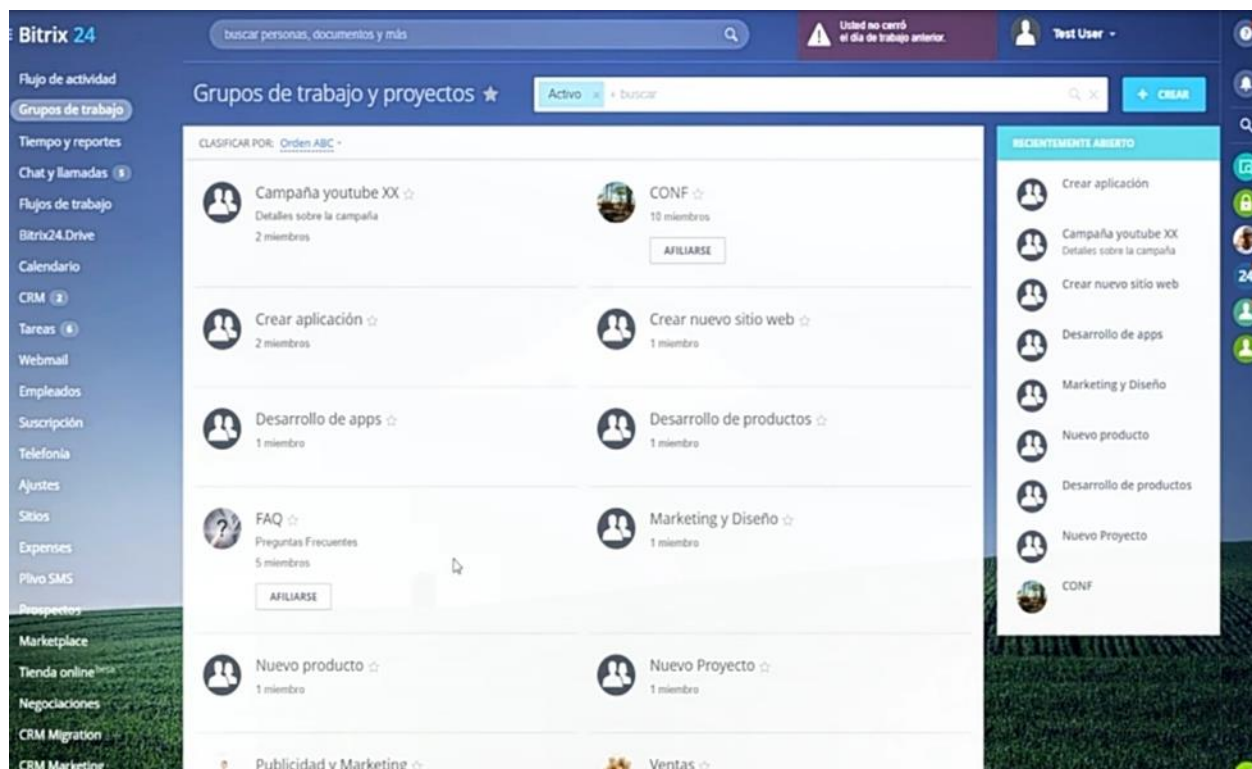 Bitrix 24
buscar personas, documentos y más
Usted no cerró
el día de trabajo anterior.
Test User
Flujo de actividad
Grupos de trabajo
Tiempo y reportes
Chat y llamadas 5
Flujos de trabajo
Bitrix24.Drive
Calendario
CRM 2
Tareas 6
Webmail
Empleados
Suscripción
Telefonía
Ajustes
Sitios
Expenses
Plivo SMS
Prospectos
Marketplace
Tienda online beta
Negociaciones
CRM Migration
CRM Marketing
Grupos de trabajo y proyectos
Activo × + buscar
+ CREAR
CLASIFICAR POR: Orden ABC
Campaña youtube XX
Detalles sobre la campaña
2 miembros
CONF
10 miembros
AFILIARSE
Crear aplicación
2 miembros
Crear nuevo sitio web
1 miembro
Desarrollo de apps
1 miembro
Desarrollo de productos
1 miembro
FAQ
Preguntas Frecuentes
5 miembros
AFILIARSE
Marketing y Diseño
1 miembro
Nuevo producto
1 miembro
Nuevo Proyecto
1 miembro
Publicidad y Marketing
Ventas
RECIENTEMENTE ABIERTO
Crear aplicación
Campaña youtube XX
Detalles sobre la campaña
Crear nuevo sitio web
Desarrollo de apps
Marketing y Diseño
Nuevo producto
Desarrollo de productos
Nuevo Proyecto
CONF
24